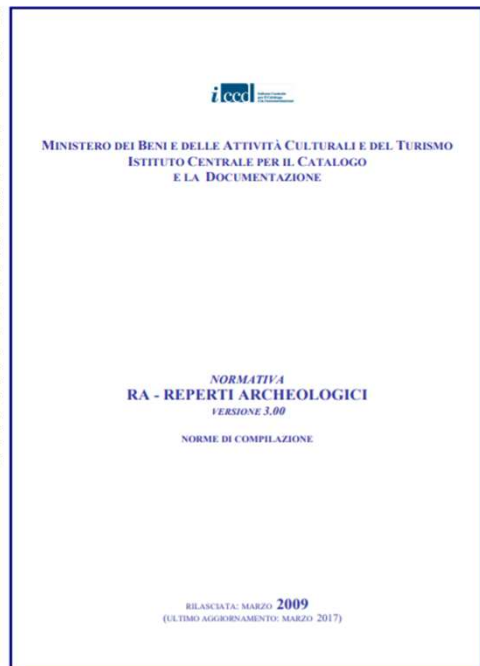 iccd
MINISTERO DEI BENI E DELLE ATTIVITÀ CULTURALI E DEL TURISMO
ISTITUTO CENTRALE PER IL CATALOGO
E LA DOCUMENTAZIONE
NORMATIVA
RA - REPERTI ARCHEOLOGICI
VERSIONE 3.00
NORME DI COMPILAZIONE
RILASCIATA: MARZO 2009
(ULTIMO AGGIORNAMENTO: MARZO 2017)